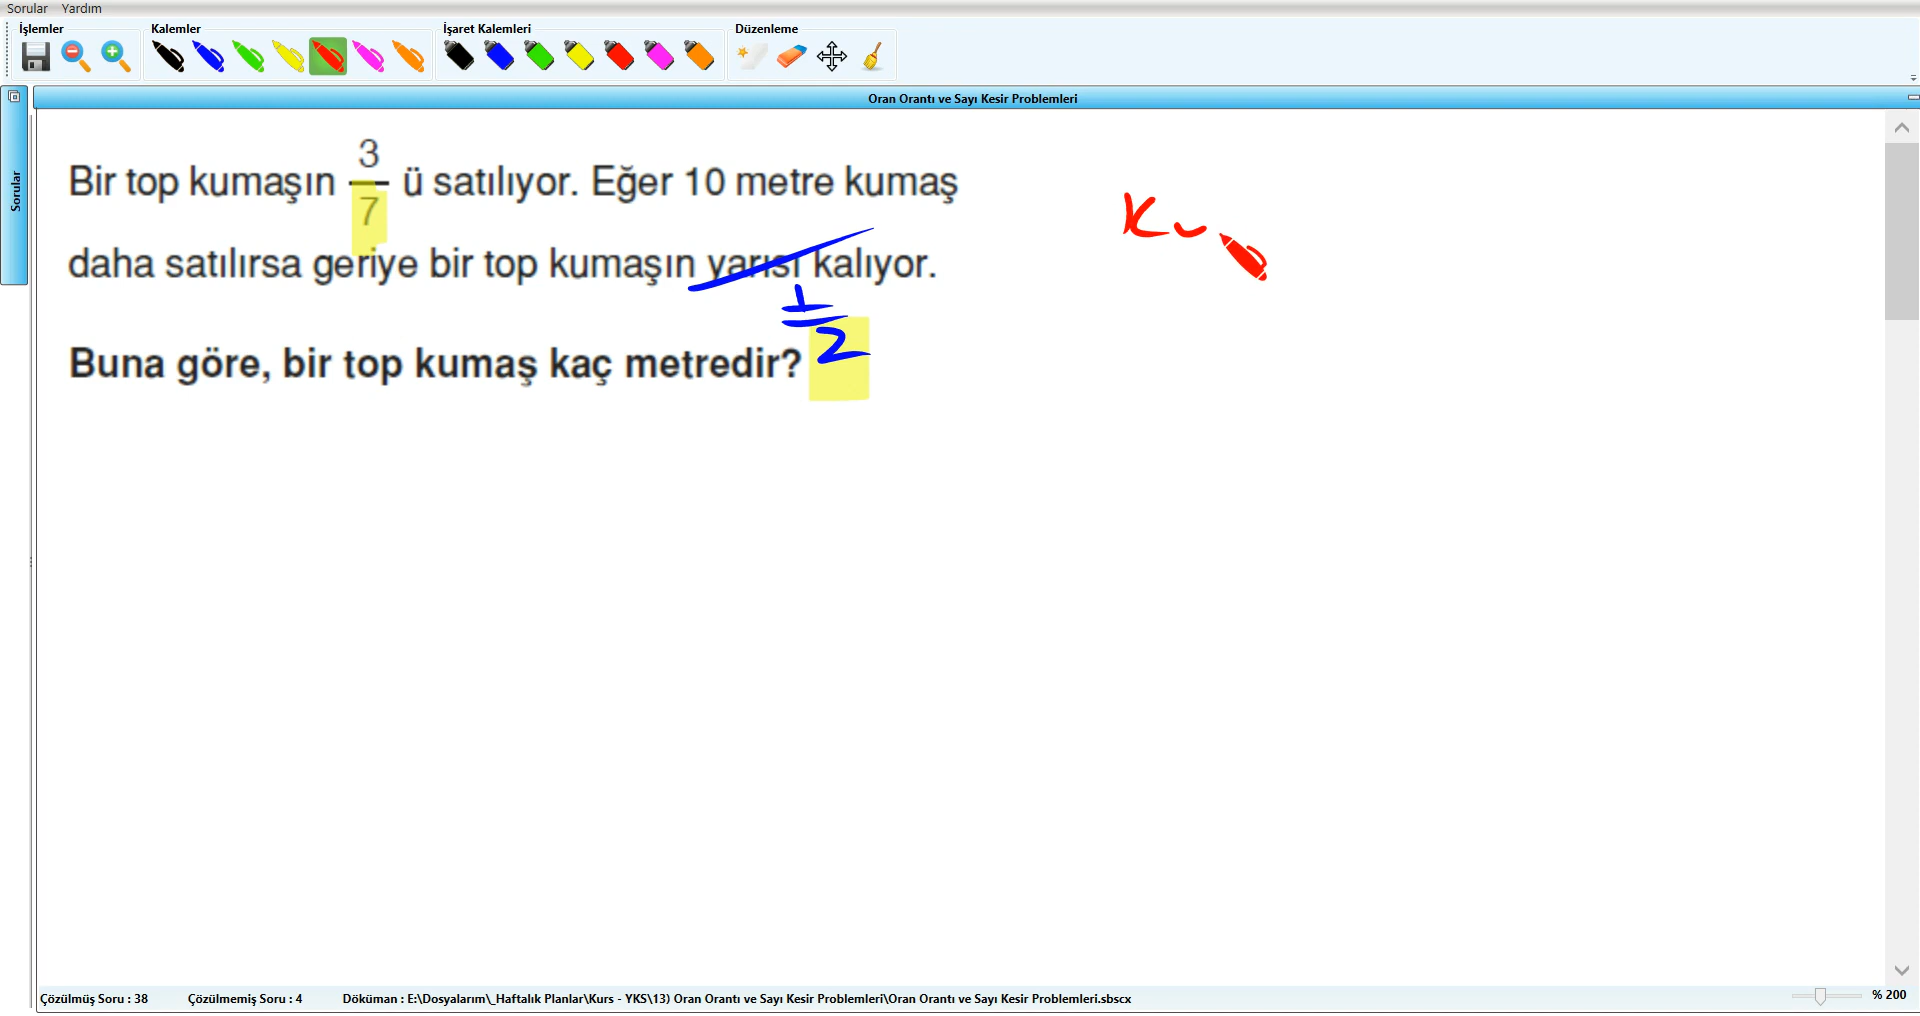 Sorular Yardım
İşlemler Kalemler İşaret Kalemleri Düzenleme
Oran Orantı ve Sayı Kesir Problemleri
Sorular
Bir top kumaşın 3/7 ü satılıyor. Eğer 10 metre kumaş
daha satılırsa geriye bir top kumaşın yarısı kalıyor.
1/2
Buna göre, bir top kumaş kaç metredir?
Ku
Çözülmüş Soru : 38 Çözülmemiş Soru : 4 Döküman : E:\Dosyalarım\_Haftalık Planlar\Kurs - YKS\13) Oran Orantı ve Sayı Kesir Problemleri\Oran Orantı ve Sayı Kesir Problemleri.sbscx % 200